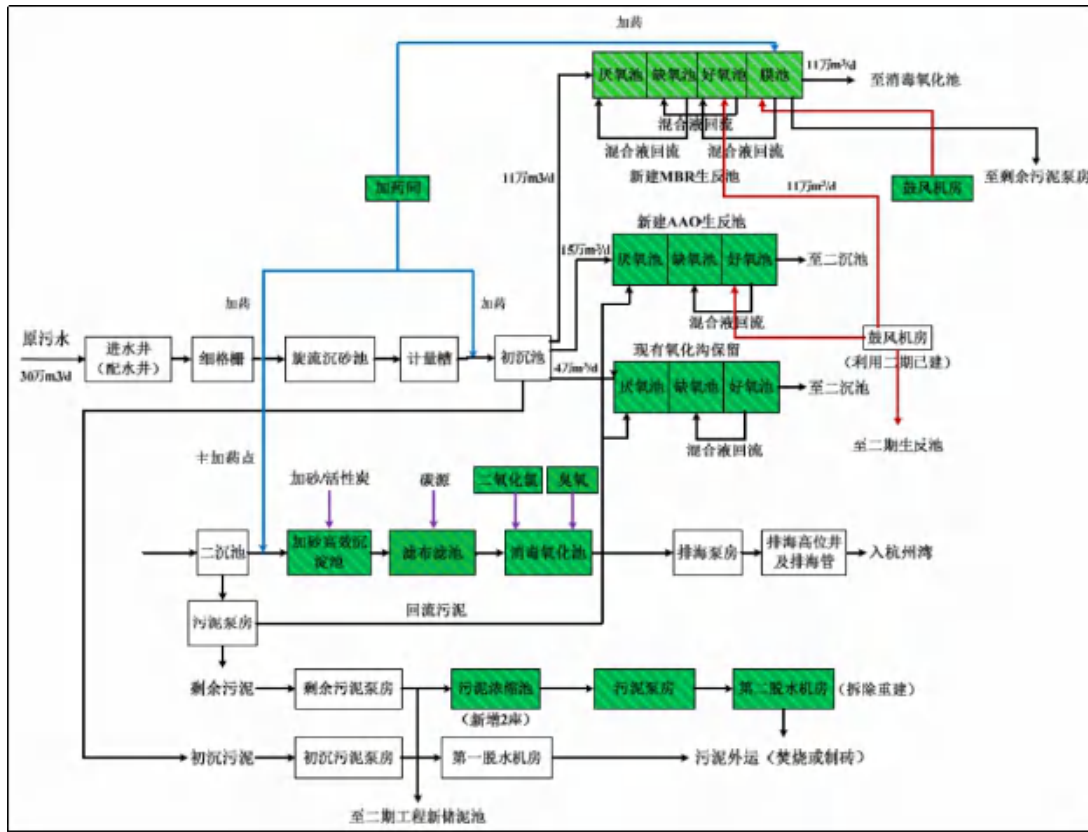 加药
11万m³/d
厌氧池
缺氧池
好氧池
膜池
至消毒氧化池
混合液回流
混合液回流
混合液回流
新建MBR生反池
11万m3/d
11万m³/d
至剩余污泥泵房
鼓风机房
加药间
新建AAO生反池
15万m³/d
厌氧池
缺氧池
好氧池
至二沉池
混合液回流
加药
加药
原污水
30万m3/d
进水井
（配水井）
细格栅
旋流沉砂池
计量槽
初沉池
现有氧化沟保留
4万m³/d
厌氧池
缺氧池
好氧池
至二沉池
混合液回流
鼓风机房
（利用二期已建）
至二期生反池
主加药点
加砂/活性炭
碳源
二氧化氯
臭氧
二沉池
加砂高效沉
淀池
滤布滤池
消毒氧化池
排海泵房
排海高位井
及排海管
入杭州湾
污泥泵房
回流污泥
剩余污泥
剩余污泥泵房
污泥浓缩池
（新增2座）
污泥泵房
第二脱水机房
（拆除重建）
初沉污泥
初沉污泥泵房
第一脱水机房
污泥外运（焚烧或制砖）
至二期工程新储泥池